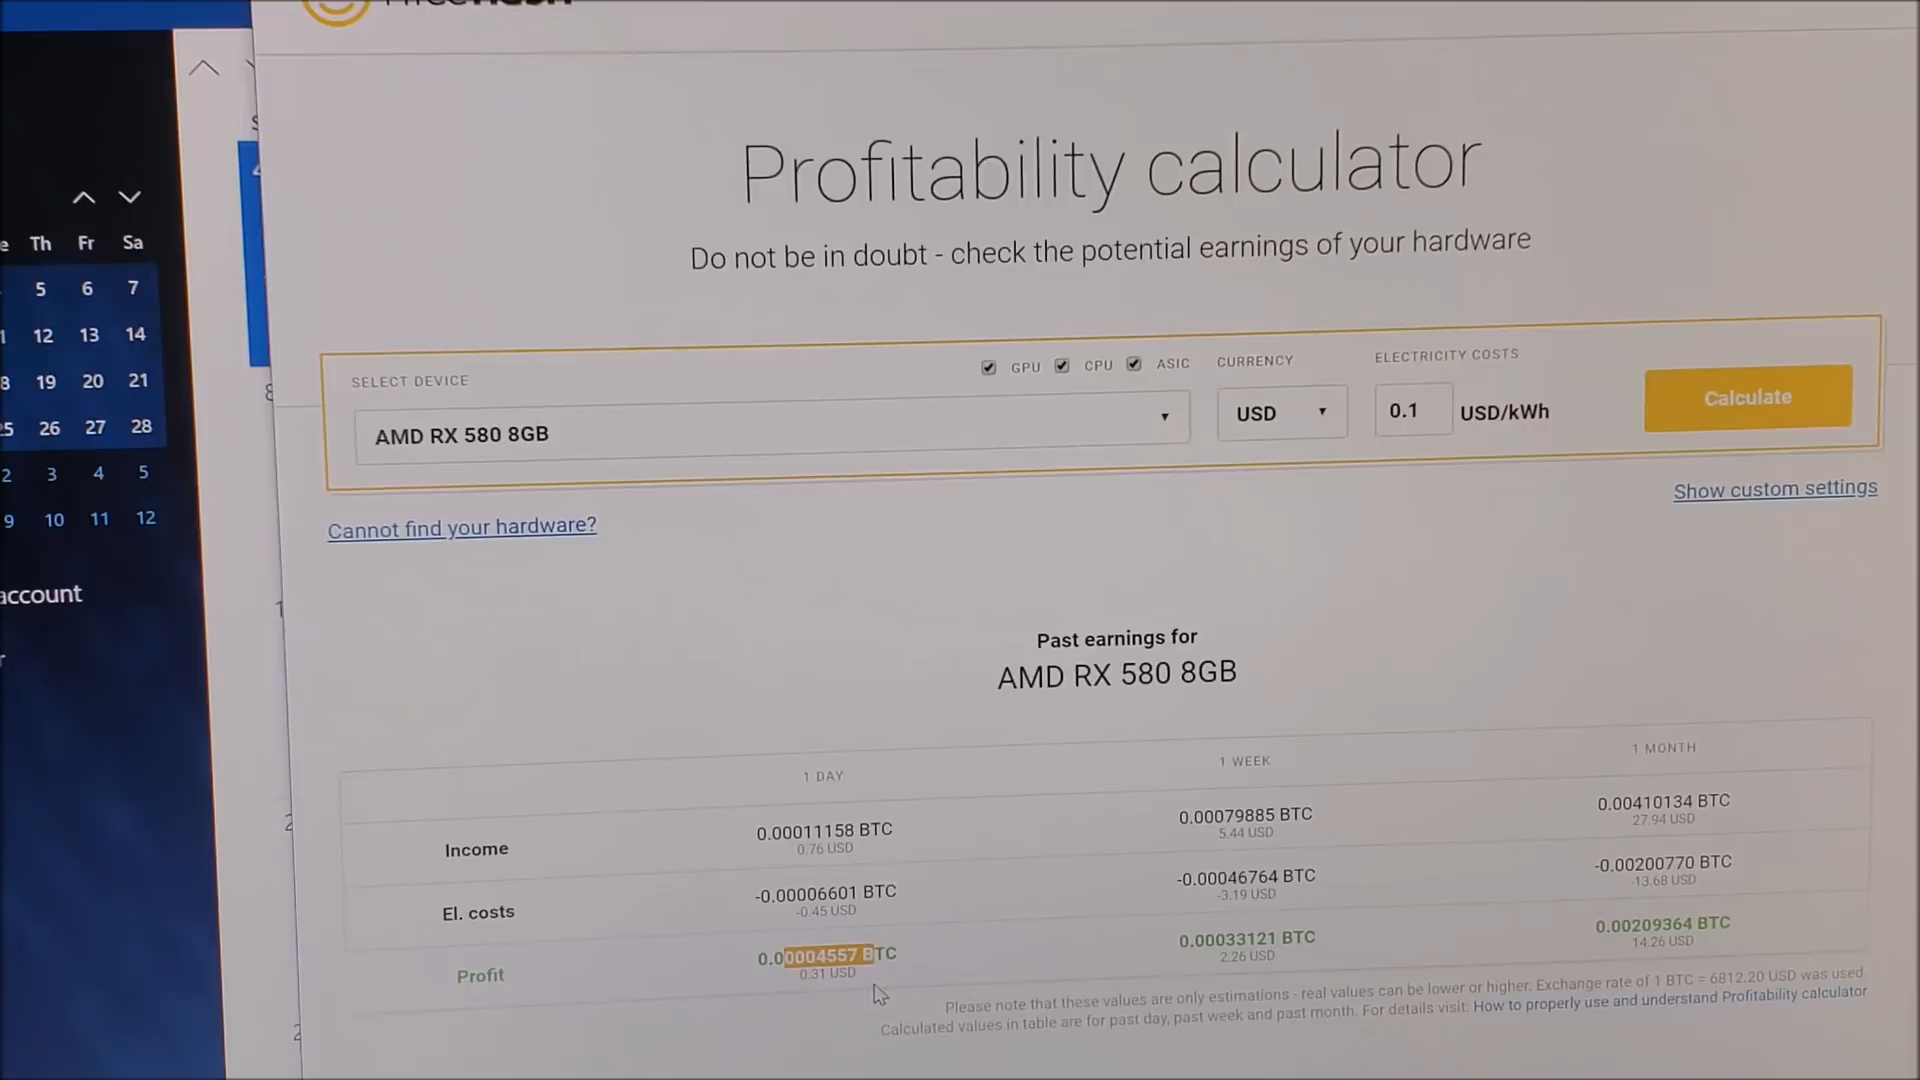 Th Fr Sa
5 6 7
12 13 14
19 20 21
26 27 28
2 3 4 5
9 10 11 12
account
Profitability calculator
Do not be in doubt - check the potential earnings of your hardware
SELECT DEVICE
GPU CPU ASIC
CURRENCY
ELECTRICITY COSTS
AMD RX 580 8GB
USD
0.1 USD/kWh
Calculate
Show custom settings
Cannot find your hardware?
Past earnings for
AMD RX 580 8GB
1 DAY 1 WEEK 1 MONTH
Income 0.00011158 BTC 0.00079885 BTC 0.00410134 BTC
0.76 USD 5.44 USD 27.94 USD
El. costs -0.00006601 BTC -0.00046764 BTC -0.00200770 BTC
-0.45 USD -3.19 USD -13.68 USD
Profit 0.00004557 BTC 0.00033121 BTC 0.00209364 BTC
0.31 USD 2.26 USD 14.26 USD
Please note that these values are only estimations - real values can be lower or higher. Exchange rate of 1 BTC = 6812.20 USD was used.
Calculated values in table are for past day, past week and past month. For details visit: How to properly use and understand Profitability calculator